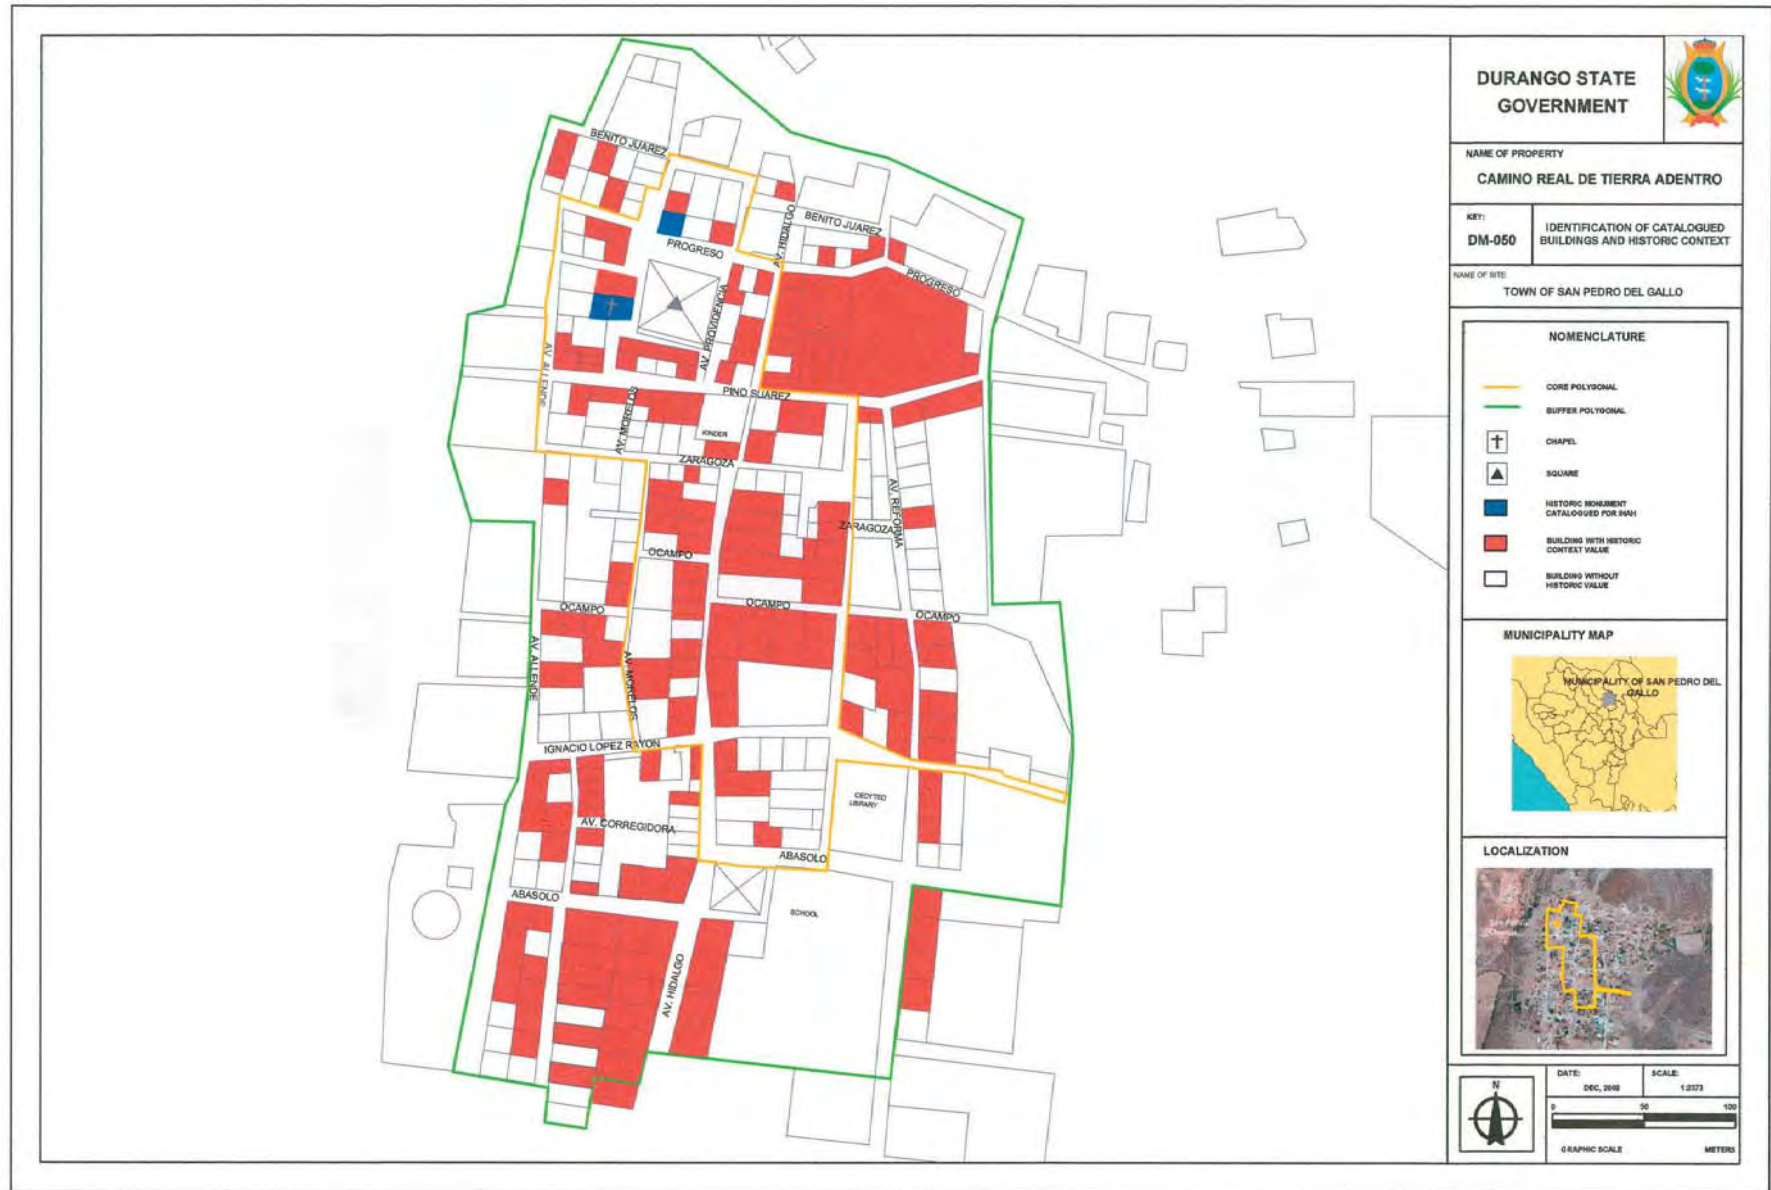 BENITO JUAREZ
AV. HIDALGO
BENITO JUAREZ
PROGRESO
PROGRESO
AV. PROVIDENCIA
AV. ALLENDE
PINO SUAREZ
AV. MORELOS
KINDER
ZARAGOZA
AV. REFORMA
ZARAGOZA
OCAMPO
OCAMPO
OCAMPO
OCAMPO
AV. ALLENDE
AV. MORELOS
IGNACIO LOPEZ RAYON
CECYTED
LIBRARY
AV. CORREGIDORA
ABASOLO
ABASOLO
SCHOOL
AV. HIDALGO
DURANGO STATE
GOVERNMENT
NAME OF PROPERTY
CAMINO REAL DE TIERRA ADENTRO
KEY:
DM-050
IDENTIFICATION OF CATALOGUED
BUILDINGS AND HISTORIC CONTEXT
NAME OF SITE
TOWN OF SAN PEDRO DEL GALLO
NOMENCLATURE
CORE POLYGONAL
BUFFER POLYGONAL
CHAPEL
SQUARE
HISTORIC MONUMENT
CATALOGUED FOR INAH
BUILDING WITH HISTORIC
CONTEXT VALUE
BUILDING WITHOUT
HISTORIC VALUE
MUNICIPALITY MAP
MUNICIPALITY OF SAN PEDRO DEL
GALLO
LOCALIZATION
N
DATE:
DEC,
SCALE:
0 50 100
GRAPHIC SCALE METERS